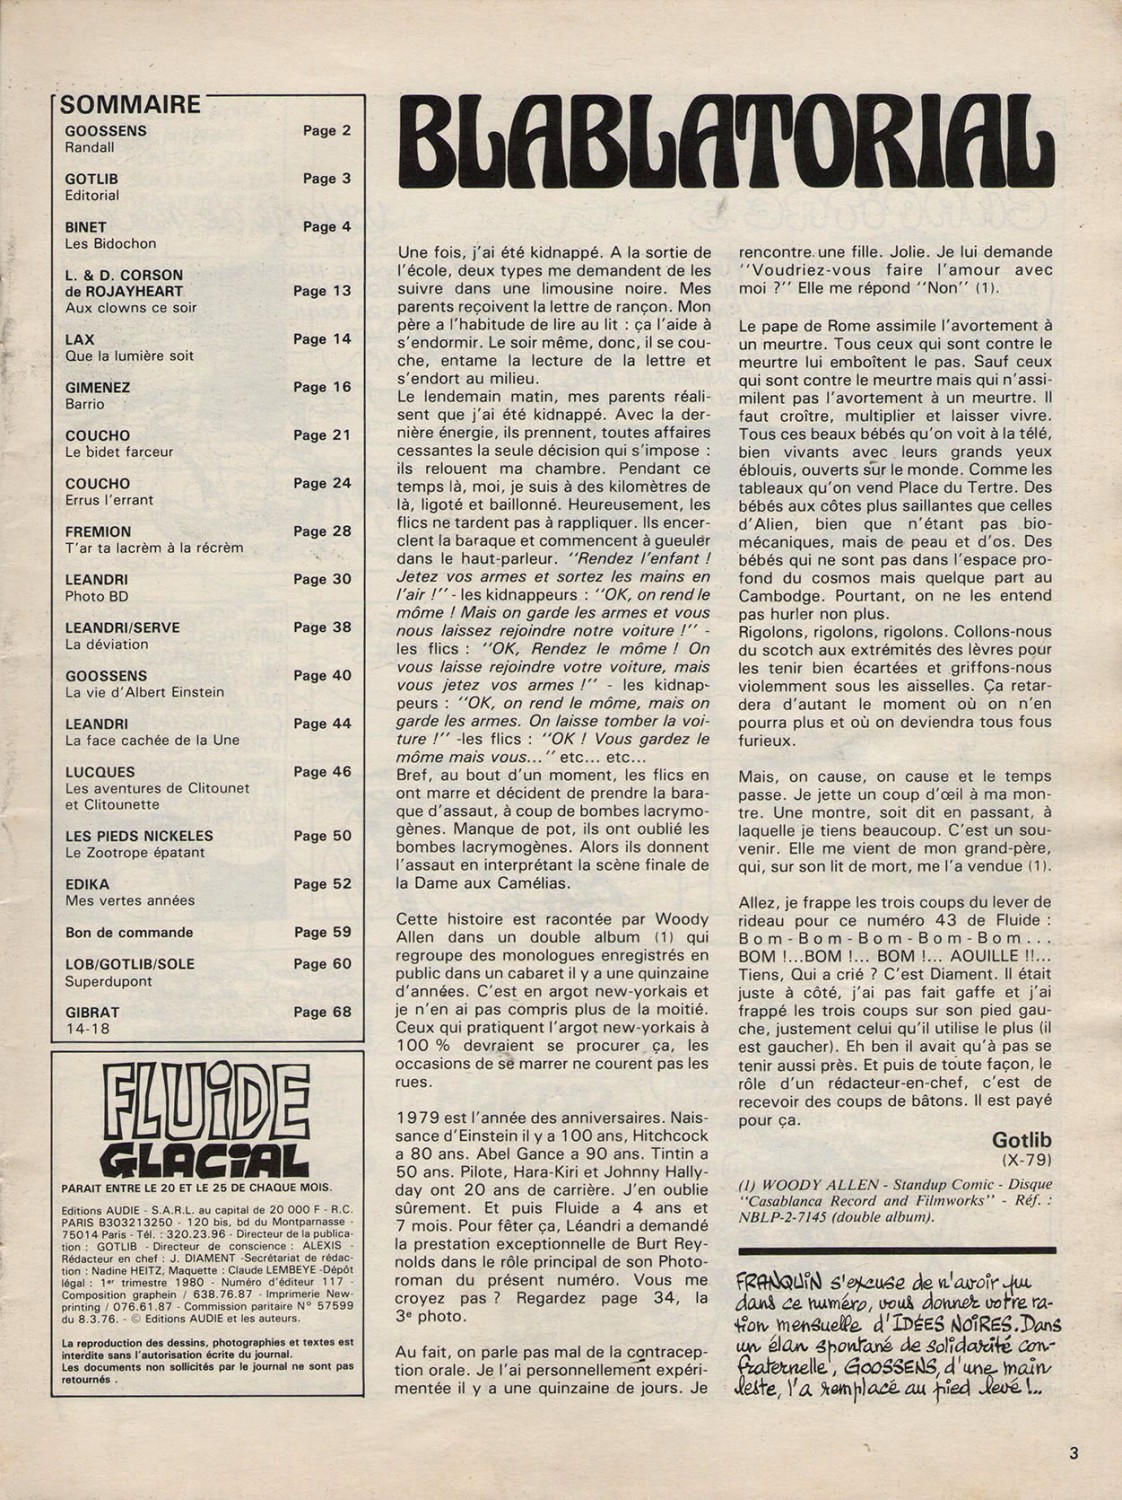 SOMMAIRE
GOOSSENS Page 2
Randall
GOTLIB Page 3
Editorial
BINET Page 4
Les Bidochon
L. & D. CORSON
de ROJAYHEART Page 13
Aux clowns ce soir
LAX Page 14
Que la lumière soit
GIMENEZ Page 16
Barrio
COUCHO Page 21
Le bidet farceur
COUCHO Page 24
Errus l'errant
FREMION Page 28
T'ar ta lacrèm à la récrèm
LEANDRI Page 30
Photo BD
LEANDRI/SERVE Page 38
La déviation
GOOSSENS Page 40
La vie d'Albert Einstein
LEANDRI Page 44
La face cachée de la Une
LUCQUES Page 46
Les aventures de Clitounet
et Clitounette
LES PIEDS NICKELES Page 50
Le Zootrope épatant
EDIKA Page 52
Mes vertes années
Bon de commande Page 59
LOB/GOTLIB/SOLE Page 60
Superdupont
GIBRAT Page 68
14-18
FLUIDE
GLACIAL
PARAIT ENTRE LE 20 ET LE 25 DE CHAQUE MOIS.
Editions AUDIE - S.A.R.L. au capital de 20 000 F - R.C.
PARIS B303213250 - 120 bis, bd du Montparnasse -
75014 Paris - Tél. : 320.23.96 - Directeur de la publica-
tion : GOTLIB - Directeur de conscience : ALEXIS -
Rédacteur en chef : J. DIAMENT -Secrétariat de rédac-
tion : Nadine HEITZ, Maquette : Claude LEMBEYE -Dépôt
légal : 1er trimestre 1980 - Numéro d'éditeur 117 -
Composition graphein / 638.76.87 - Imprimerie New-
printing / 076.61.87 - Commission paritaire N° 57599
du 8.3.76. - © Editions AUDIE et les auteurs.
La reproduction des dessins, photographies et textes est
interdite sans l'autorisation écrite du journal.
Les documents non sollicités par le journal ne sont pas
retournés .
BLABLATORIAL
Une fois, j'ai été kidnappé. A la sortie de
l'école, deux types me demandent de les
suivre dans une limousine noire. Mes
parents reçoivent la lettre de rançon. Mon
père a l'habitude de lire au lit : ça l'aide à
s'endormir. Le soir même, donc, il se cou-
che, entame la lecture de la lettre et
s'endort au milieu.
Le lendemain matin, mes parents réali-
sent que j'ai été kidnappé. Avec la der-
nière énergie, ils prennent, toutes affaires
cessantes la seule décision qui s'impose :
ils relouent ma chambre. Pendant ce
temps là, moi, je suis à des kilomètres de
là, ligoté et baillonné. Heureusement, les
flics ne tardent pas à rappliquer. Ils encer-
clent la baraque et commencent à gueuler
dans le haut-parleur. ''Rendez l'enfant !
Jetez vos armes et sortez les mains en
l'air !'' - les kidnappeurs : ''OK, on rend le
môme ! Mais on garde les armes et vous
nous laissez rejoindre notre voiture !'' -
les flics : ''OK, Rendez le môme ! On
vous laisse rejoindre votre voiture, mais
vous jetez vos armes !'' - les kidnap-
peurs : ''OK, on rend le môme, mais on
garde les armes. On laisse tomber la voi-
ture !'' -les flics : ''OK ! Vous gardez le
môme mais vous...'' etc... etc...
Bref, au bout d'un moment, les flics en
ont marre et décident de prendre la bara-
que d'assaut, à coup de bombes lacrymo-
gènes. Manque de pot, ils ont oublié les
bombes lacrymogènes. Alors ils donnent
l'assaut en interprétant la scène finale de
la Dame aux Camélias.
Cette histoire est racontée par Woody
Allen dans un double album (1) qui
regroupe des monologues enregistrés en
public dans un cabaret il y a une quinzaine
d'années. C'est en argot new-yorkais et
je n'en ai pas compris plus de la moitié.
Ceux qui pratiquent l'argot new-yorkais à
100 % devraient se procurer ça, les
occasions de se marrer ne courent pas les
rues.
1979 est l'année des anniversaires. Nais-
sance d'Einstein il y a 100 ans, Hitchcock
a 80 ans. Abel Gance a 90 ans. Tintin a
50 ans. Pilote, Hara-Kiri et Johnny Hally-
day ont 20 ans de carrière. J'en oublie
sûrement. Et puis Fluide a 4 ans et
7 mois. Pour fêter ça, Léandri a demandé
la prestation exceptionnelle de Burt Rey-
nolds dans le rôle principal de son Photo-
roman du présent numéro. Vous me
croyez pas ? Regardez page 34, la
3e photo.
Au fait, on parle pas mal de la contracep-
tion orale. Je l'ai personnellement expéri-
mentée il y a une quinzaine de jours. Je
rencontre une fille. Jolie. Je lui demande
''Voudriez-vous faire l'amour avec
moi ?'' Elle me répond ''Non'' (1).
Le pape de Rome assimile l'avortement à
un meurtre. Tous ceux qui sont contre le
meurtre lui emboîtent le pas. Sauf ceux
qui sont contre le meurtre mais qui n'assi-
milent pas l'avortement à un meurtre. Il
faut croître, multiplier et laisser vivre.
Tous ces beaux bébés qu'on voit à la télé,
bien vivants avec leurs grands yeux
éblouis, ouverts sur le monde. Comme les
tableaux qu'on vend Place du Tertre. Des
bébés aux côtes plus saillantes que celles
d'Alien, bien que n'étant pas bio-
mécaniques, mais de peau et d'os. Des
bébés qui ne sont pas dans l'espace pro-
fond du cosmos mais quelque part au
Cambodge. Pourtant, on ne les entend
pas hurler non plus.
Rigolons, rigolons, rigolons. Collons-nous
du scotch aux extrémités des lèvres pour
les tenir bien écartées et griffons-nous
violemment sous les aisselles. Ça retar-
dera d'autant le moment où on n'en
pourra plus et où on deviendra tous fous
furieux.
Mais, on cause, on cause et le temps
passe. Je jette un coup d'œil à ma mon-
tre. Une montre, soit dit en passant, à
laquelle je tiens beaucoup. C'est un sou-
venir. Elle me vient de mon grand-père,
qui, sur son lit de mort, me l'a vendue (1).
Allez, je frappe les trois coups du lever de
rideau pour ce numéro 43 de Fluide :
Bom - Bom - Bom - Bom - Bom . . .
BOM !...BOM !... BOM !... AOUILLE !!...
Tiens, Qui a crié ? C'est Diament. Il était
juste à côté, j'ai pas fait gaffe et j'ai
frappé les trois coups sur son pied gau-
che, justement celui qu'il utilise le plus (il
est gaucher). Eh ben il avait qu'à pas se
tenir aussi près. Et puis de toute façon, le
rôle d'un rédacteur-en-chef, c'est de
recevoir des coups de bâtons. Il est payé
pour ça.
Gotlib
(X-79)
(1) WOODY ALLEN - Standup Comic - Disque
''Casablanca Record and Filmworks'' - Réf. :
NBLP-2-7145 (double album).
FRANQUIN s'excuse de n'avoir pu
dans ce numéro, vous donner votre ra-
tion mensuelle d'IDÉES NOIRES. Dans
un élan spontané de solidarité con-
fraternelle, GOOSSENS, d'une main
leste, l'a remplacé au pied levé !..
3